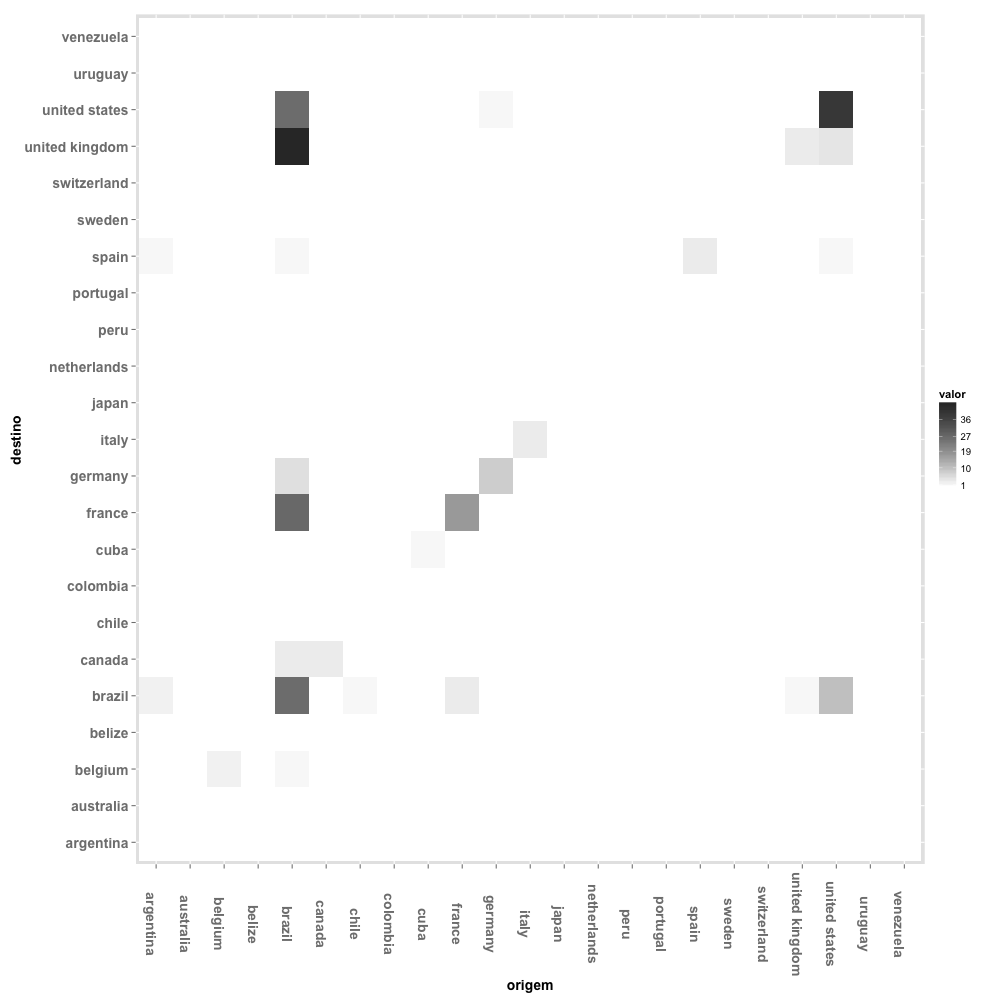 venezuela
uruguay
united states
united kingdom
switzerland
sweden
spain
portugal
peru
netherlands
japan
italy
germany
france
cuba
colombia
chile
canada
brazil
belize
belgium
australia
argentina
destino
valor
36
27
19
10
1
argentina
australia
belgium
belize
brazil
canada
chile
colombia
cuba
france
germany
italy
japan
netherlands
peru
portugal
spain
sweden
switzerland
united kingdom
united states
uruguay
venezuela
origem